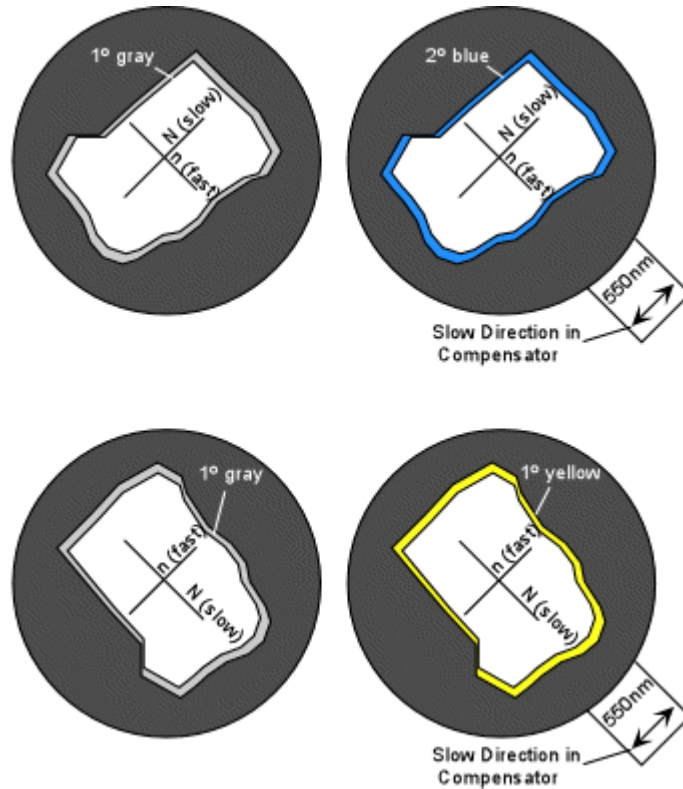 1º gray
N (slow)
n (fast)
2º blue
N (slow)
n (fast)
550nm
Slow Direction in
Compensator
1º gray
n (fast)
N (slow)
1º yellow
n (fast)
N (slow)
550nm
Slow Direction in
Compensator